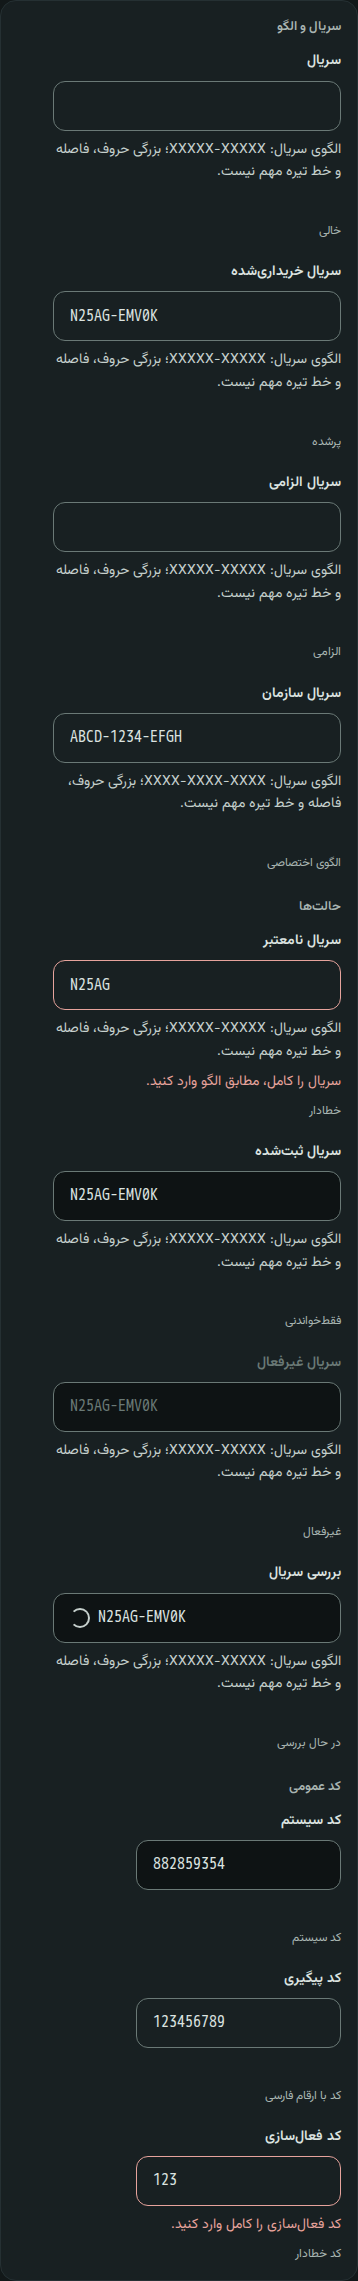 سریال و الگو
سریال
الگوی سریال: XXXXX-XXXXX؛ بزرگی حروف، فاصله
و خط تیره مهم نیست.
خالی
سریال خریداری‌شده
N25AG-EMV0K
الگوی سریال: XXXXX-XXXXX؛ بزرگی حروف، فاصله
و خط تیره مهم نیست.
پرشده
سریال الزامی
الگوی سریال: XXXXX-XXXXX؛ بزرگی حروف، فاصله
و خط تیره مهم نیست.
الزامی
سریال سازمان
ABCD-1234-EFGH
الگوی سریال: XXXX-XXXX-XXXX؛ بزرگی حروف،
فاصله و خط تیره مهم نیست.
الگوی اختصاصی
حالت‌ها
سریال نامعتبر
N25AG
الگوی سریال: XXXXX-XXXXX؛ بزرگی حروف، فاصله
و خط تیره مهم نیست.
سریال را کامل، مطابق الگو وارد کنید.
خطادار
سریال ثبت‌شده
N25AG-EMV0K
الگوی سریال: XXXXX-XXXXX؛ بزرگی حروف، فاصله
و خط تیره مهم نیست.
فقط‌خواندنی
سریال غیرفعال
N25AG-EMV0K
الگوی سریال: XXXXX-XXXXX؛ بزرگی حروف، فاصله
و خط تیره مهم نیست.
غیرفعال
بررسی سریال
N25AG-EMV0K
الگوی سریال: XXXXX-XXXXX؛ بزرگی حروف، فاصله
و خط تیره مهم نیست.
در حال بررسی
کد عمومی
کد سیستم
882859354
کد سیستم
کد پیگیری
123456789
کد با ارقام فارسی
کد فعال‌سازی
123
کد فعال‌سازی را کامل وارد کنید.
کد خطادار